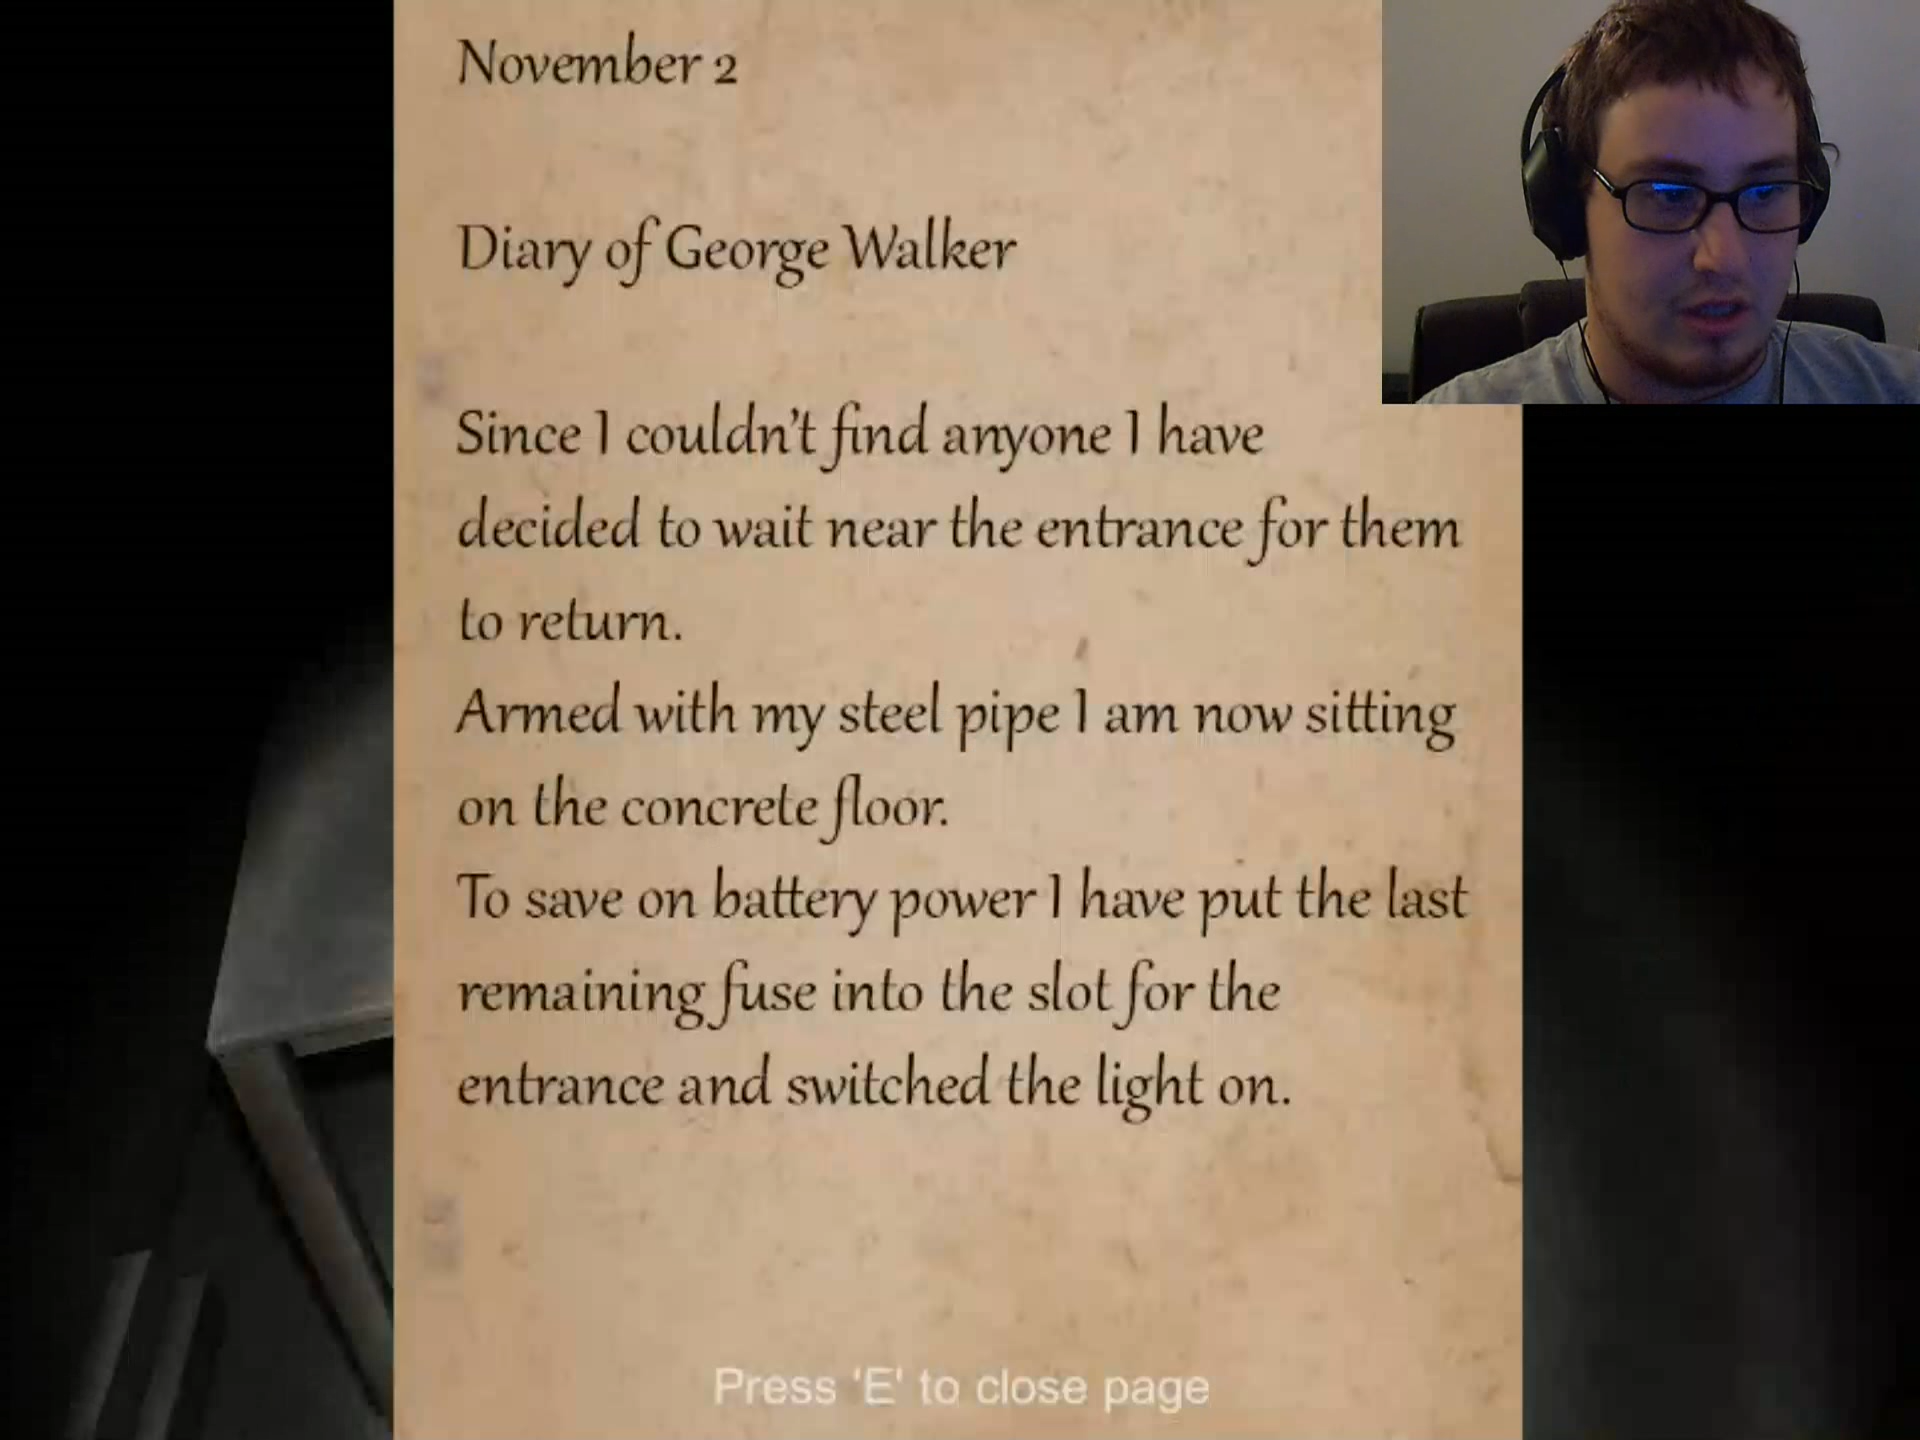 November 2
Diary of George Walker
Since I couldn't find anyone I have
decided to wait near the entrance for them
to return.
Armed with my steel pipe I am now sitting
on the concrete floor.
To save on battery power I have put the last
remaining fuse into the slot for the
entrance and switched the light on.
Press 'E' to close page